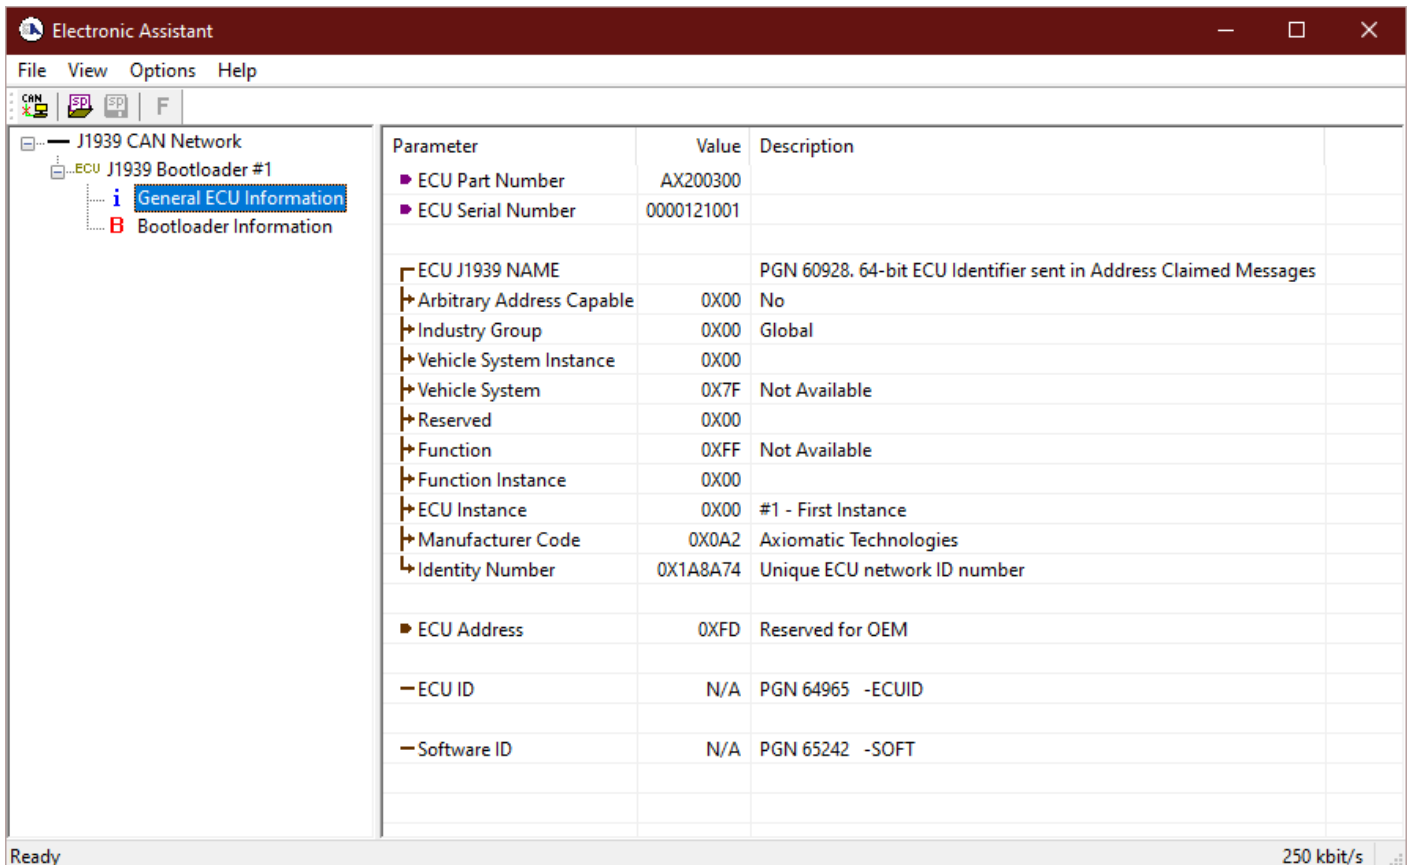 Electronic Assistant
File View Options Help
CAN SP SP F
J1939 CAN Network
ECU J1939 Bootloader #1
i General ECU Information
B Bootloader Information
Parameter Value Description
ECU Part Number AX200300
ECU Serial Number 0000121001
ECU J1939 NAME PGN 60928. 64-bit ECU Identifier sent in Address Claimed Messages
Arbitrary Address Capable 0X00 No
Industry Group 0X00 Global
Vehicle System Instance 0X00
Vehicle System 0X7F Not Available
Reserved 0X00
Function 0XFF Not Available
Function Instance 0X00
ECU Instance 0X00 #1 - First Instance
Manufacturer Code 0X0A2 Axiomatic Technologies
Identity Number 0X1A8A74 Unique ECU network ID number
ECU Address 0XFD Reserved for OEM
ECU ID N/A PGN 64965 -ECUID
Software ID N/A PGN 65242 -SOFT
Ready 250 kbit/s